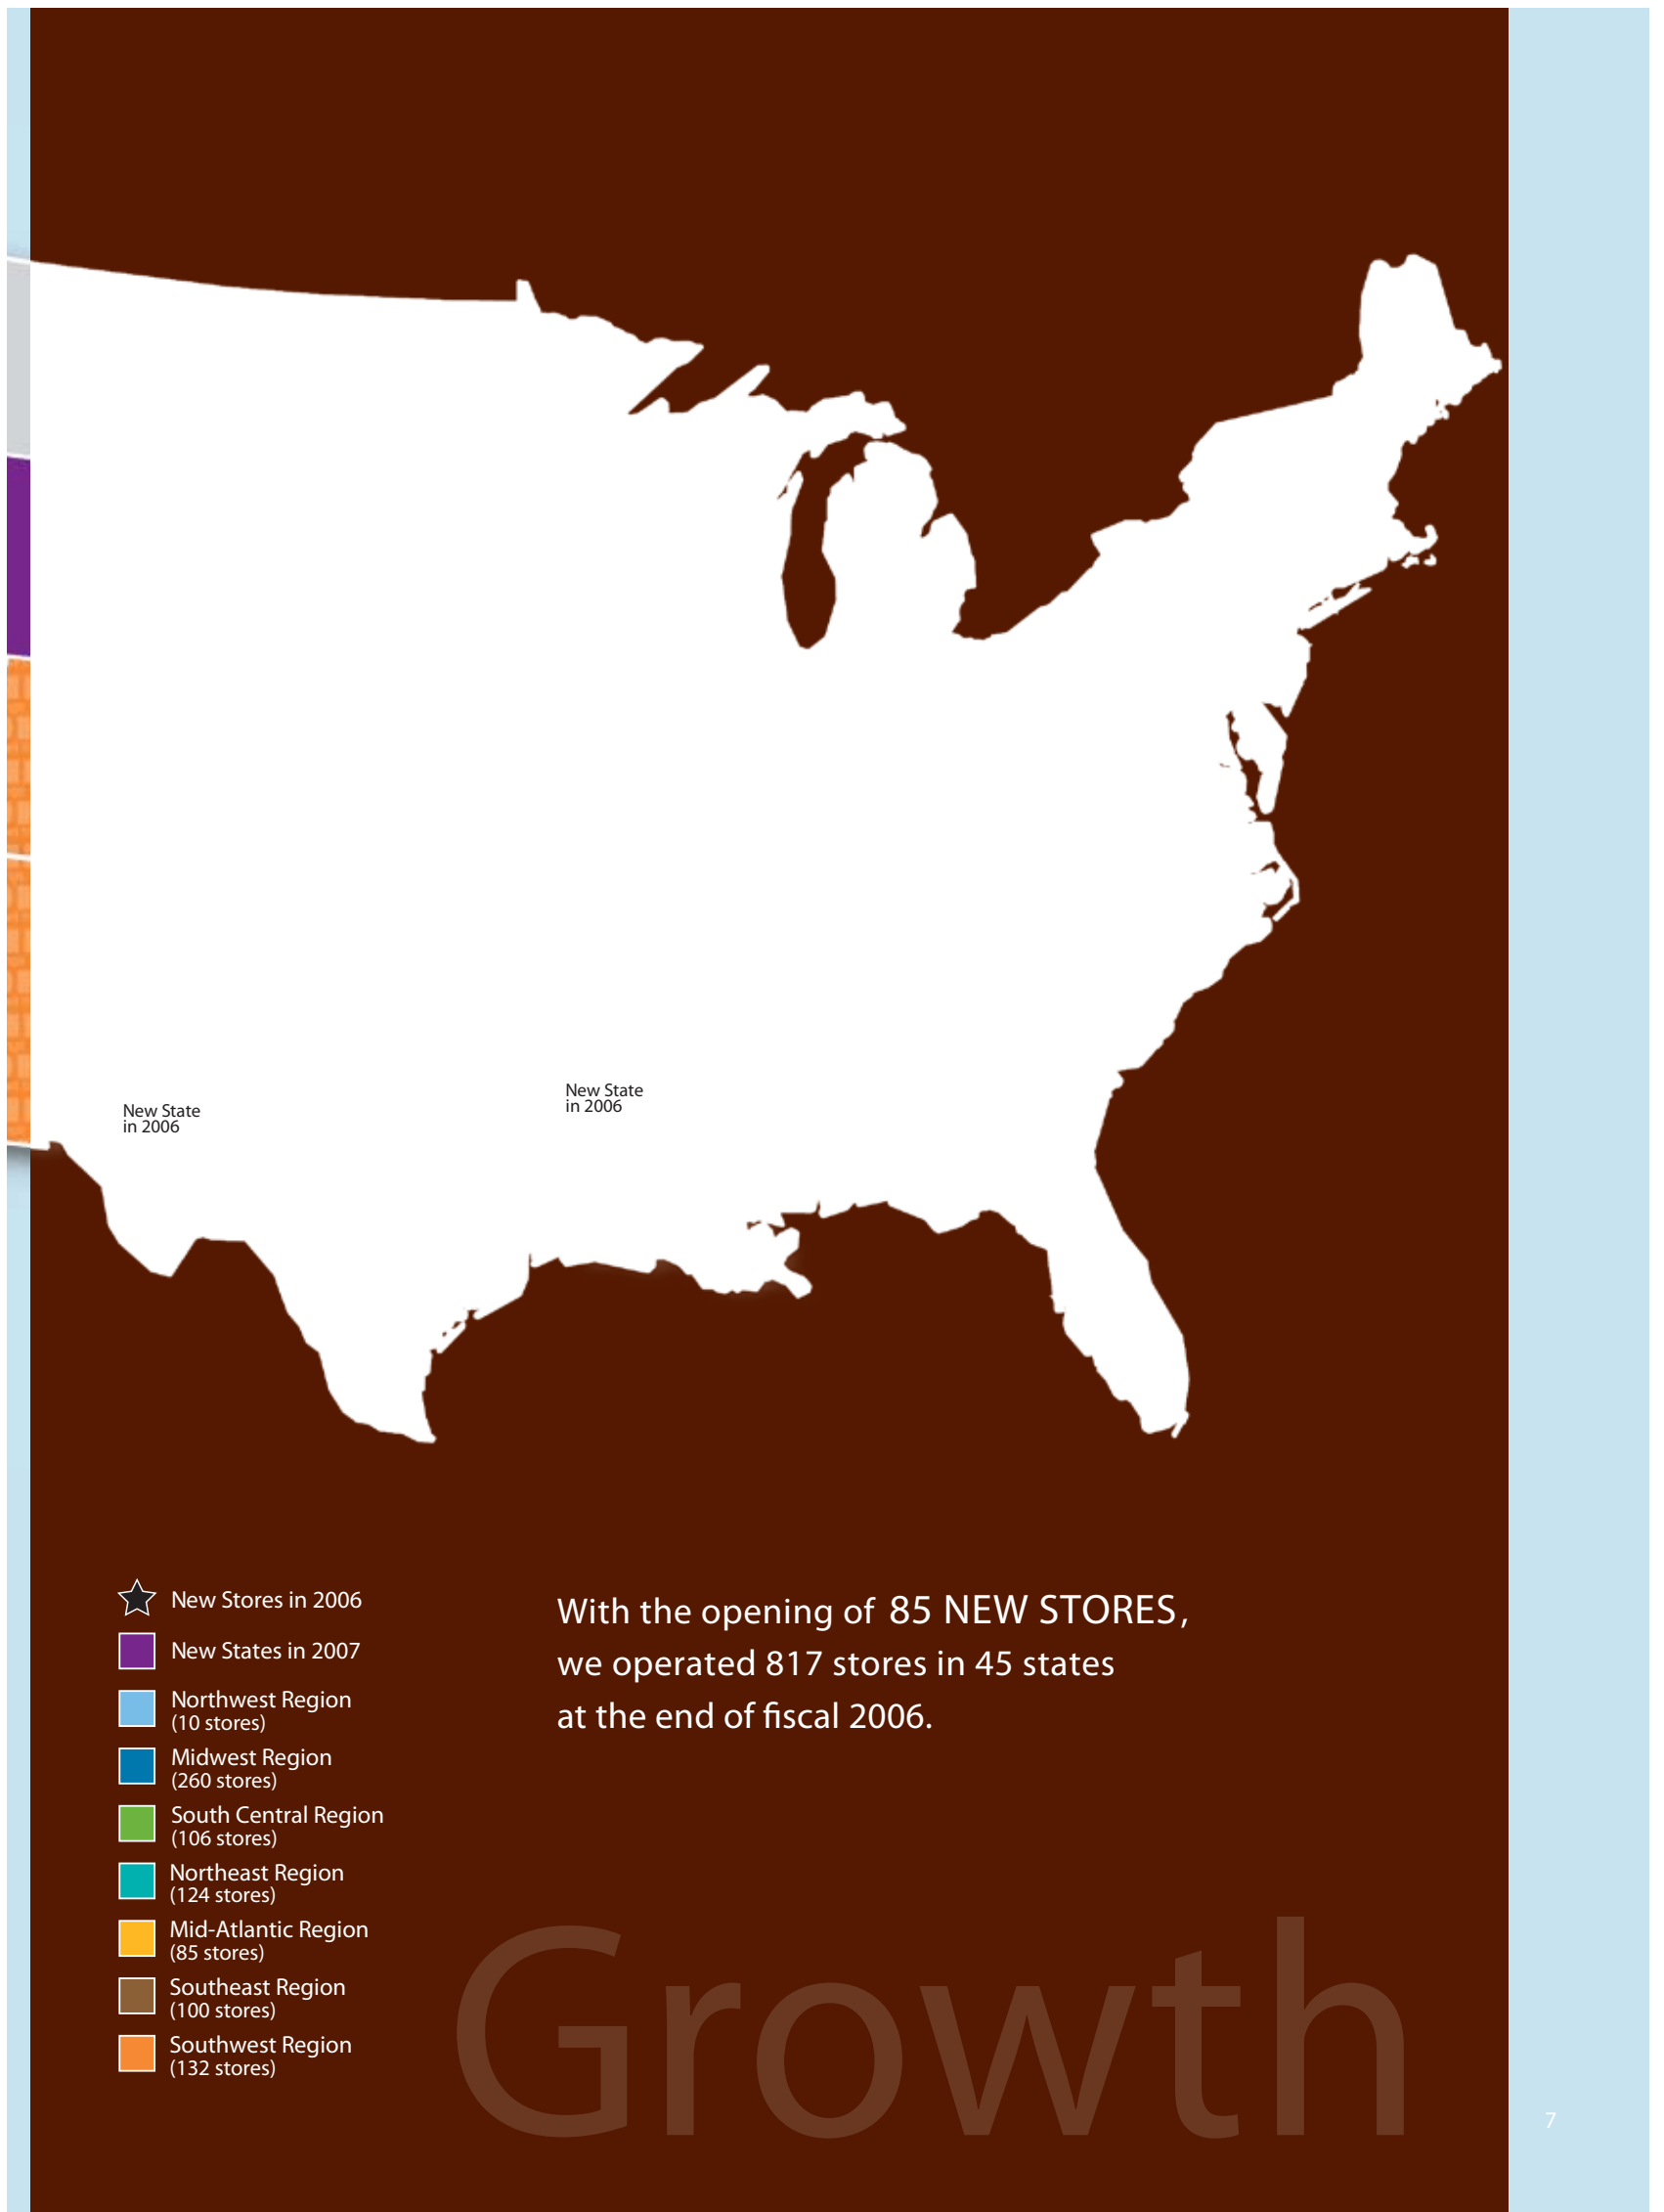 New State
in 2006
New State
in 2006
New Stores in 2006
New States in 2007
Northwest Region
(10 stores)
Midwest Region
(260 stores)
South Central Region
(106 stores)
Northeast Region
(124 stores)
Mid-Atlantic Region
(85 stores)
Southeast Region
(100 stores)
Southwest Region
(132 stores)
With the opening of 85 NEW STORES,
we operated 817 stores in 45 states
at the end of fiscal 2006.
Growth
7